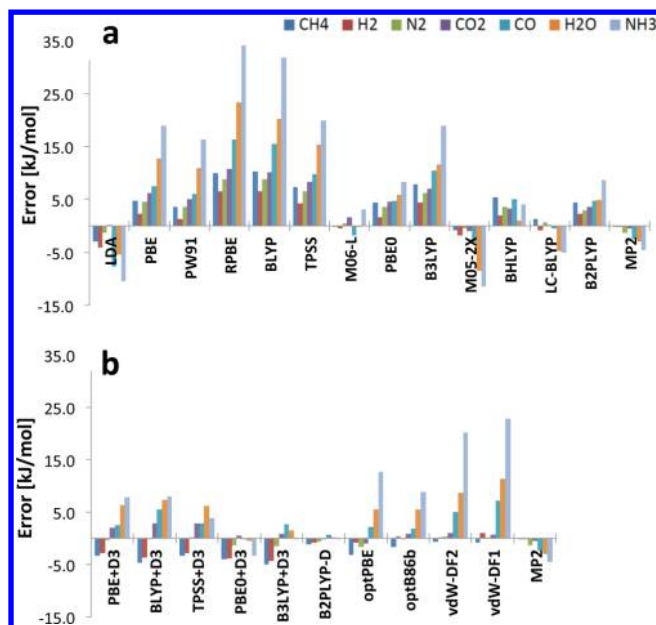 a
CH4 H2 N2 CO2 CO H2O NH3
35.0
25.0
15.0
5.0
-5.0
-15.0
Error [kJ/mol]
LDA
PBE
PW91
RPBE
BLYP
TPSS
M06-L
PBE0
B3LYP
M05-2X
BHLYP
LC-BLYP
B2PLYP
MP2
b
35.0
25.0
15.0
5.0
-5.0
-15.0
Error [kJ/mol]
PBE+D3
BLYP+D3
TPSS+D3
PBE0+D3
B3LYP+D3
B2PLYP-D
optPBE
optB86b
vdW-DF2
vdW-DF1
MP2